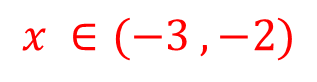 x ∈ (−3 , −2)